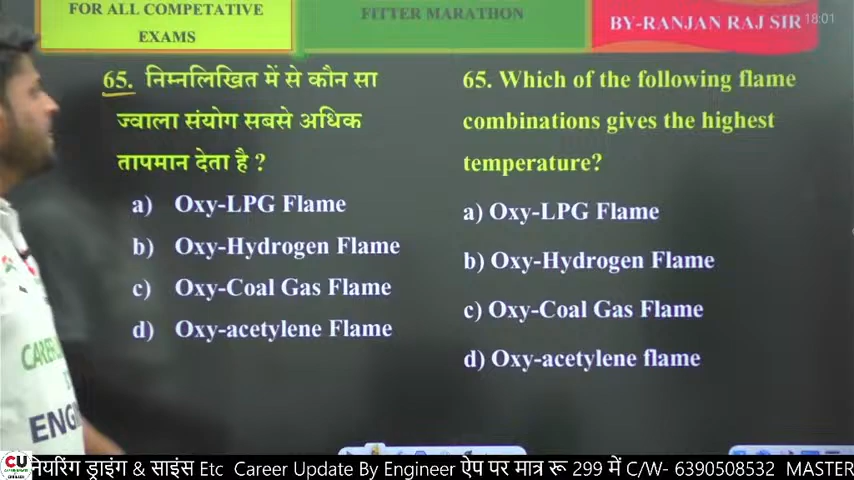 FOR ALL COMPETATIVE
EXAMS
FITTER MARATHON
BY-RANJAN RAJ SIR
18:01
65. निम्नलिखित में से कौन सा
ज्वाला संयोग सबसे अधिक
तापमान देता है ?
a) Oxy-LPG Flame
b) Oxy-Hydrogen Flame
c) Oxy-Coal Gas Flame
d) Oxy-acetylene Flame
65. Which of the following flame
combinations gives the highest
temperature?
a) Oxy-LPG Flame
b) Oxy-Hydrogen Flame
c) Oxy-Coal Gas Flame
d) Oxy-acetylene flame
CAREE
ENG
CU
नियरिंग ड्राइंग & साइंस Etc Career Update By Engineer ऐप पर मात्र रू 299 में C/W- 6390508532 MASTER